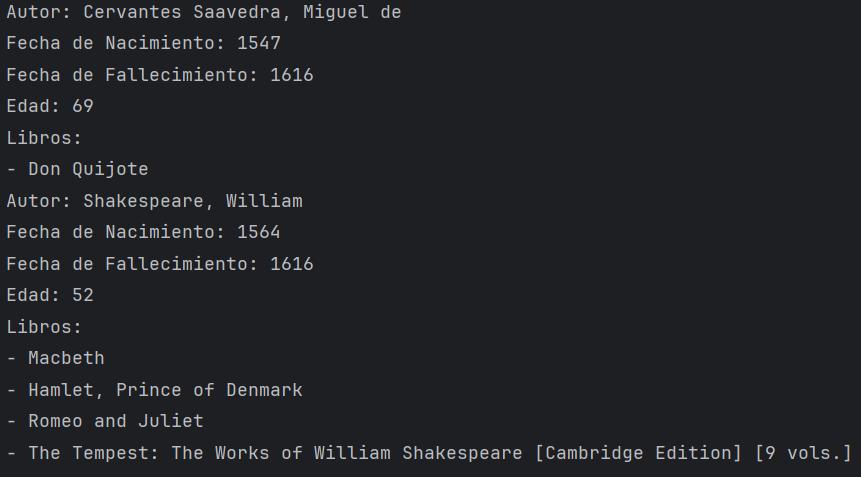 Autor: Cervantes Saavedra, Miguel de
Fecha de Nacimiento: 1547
Fecha de Fallecimiento: 1616
Edad: 69
Libros:
- Don Quijote
Autor: Shakespeare, William
Fecha de Nacimiento: 1564
Fecha de Fallecimiento: 1616
Edad: 52
Libros:
- Macbeth
- Hamlet, Prince of Denmark
- Romeo and Juliet
- The Tempest: The Works of William Shakespeare [Cambridge Edition] [9 vols.]